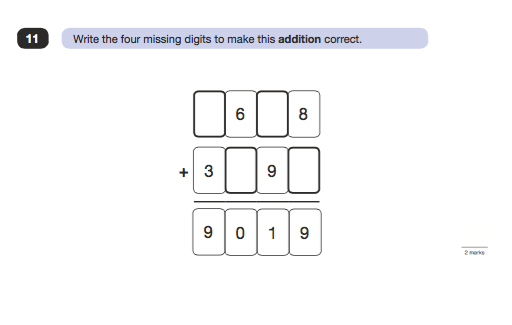 11 Write the four missing digits to make this addition correct.
6 8
+ 3 9
9 0 1 9
2 marks